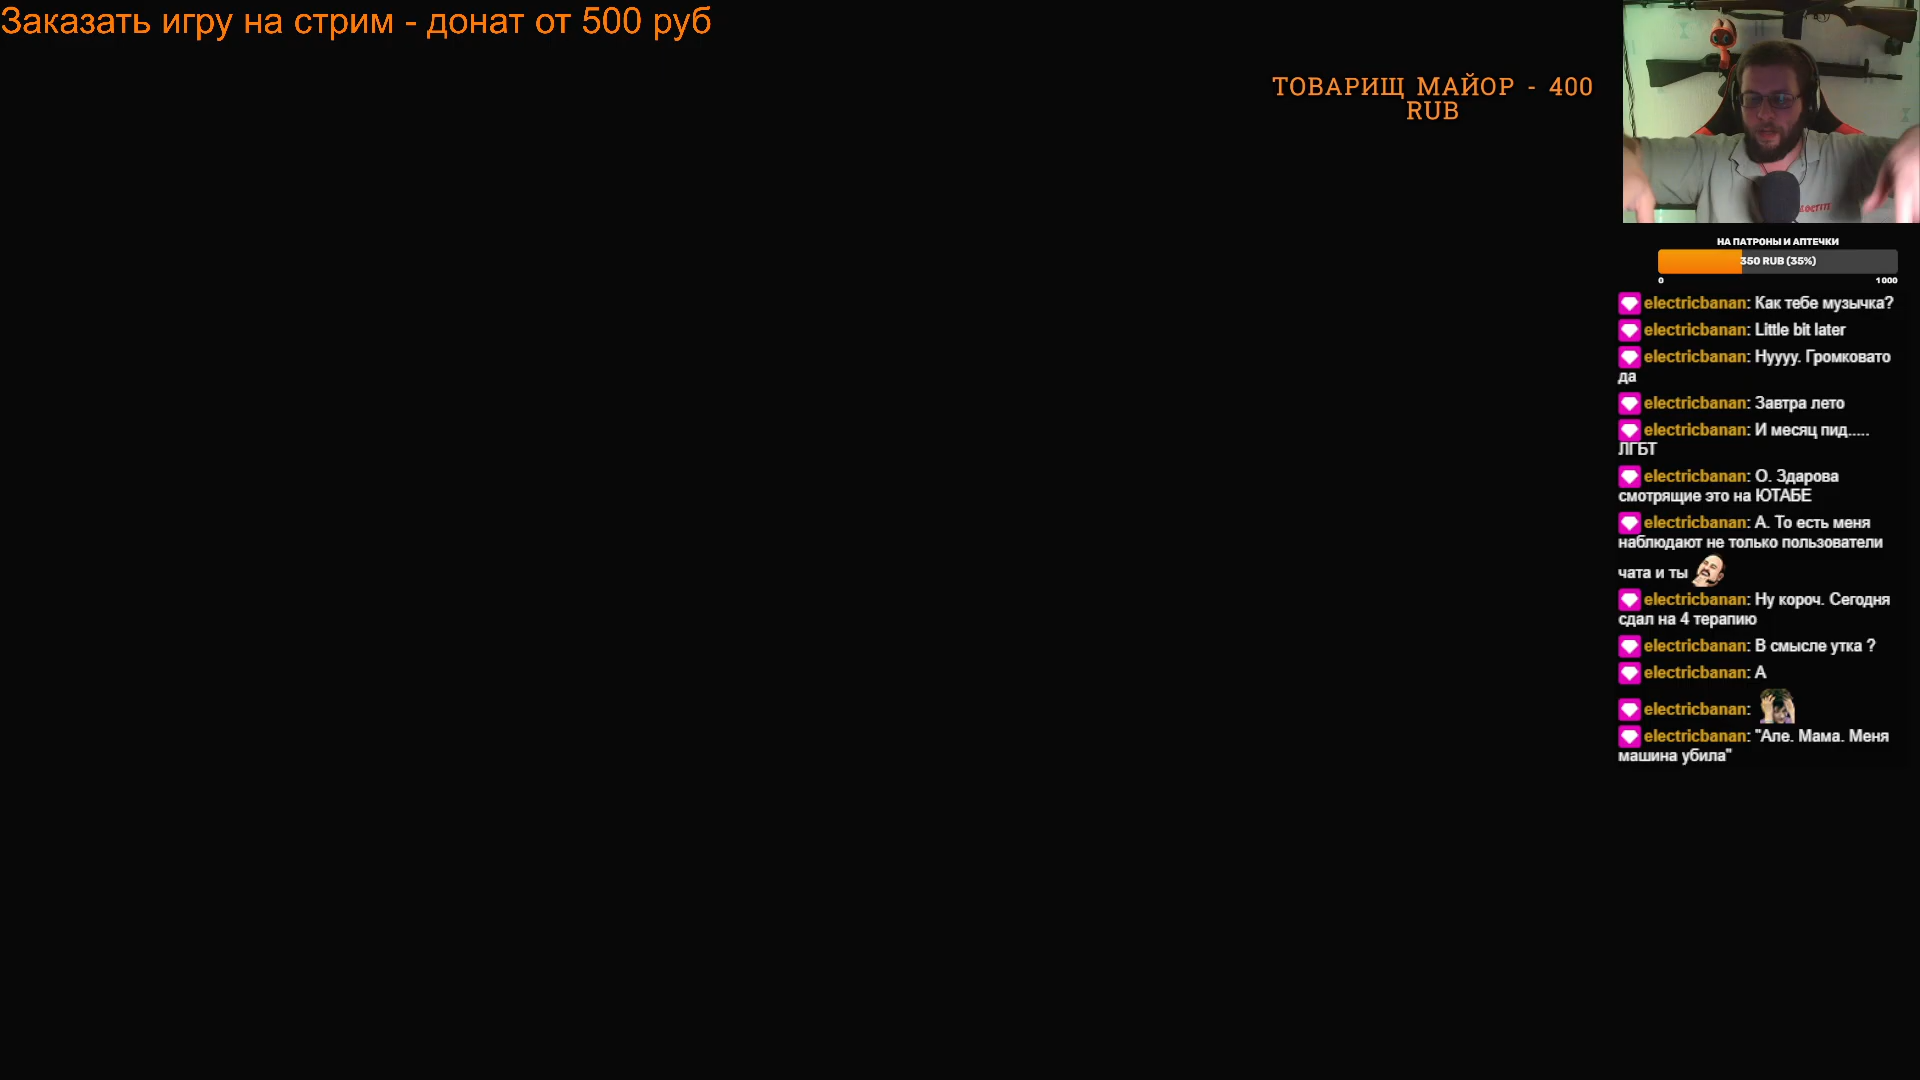 Заказать игру на стрим - донат от 500 руб
ТОВАРИЩ МАЙОР - 400
RUB
НА ПАТРОНЫ И АПТЕЧКИ
350 RUB (35%)
0 1000
electricbanan: Как тебе музычка?
electricbanan: Little bit later
electricbanan: Нуууу. Громковато
да
electricbanan: Завтра лето
electricbanan: И месяц пид.....
ЛГБТ
electricbanan: О. Здарова
смотрящие это на ЮТАБЕ
electricbanan: А. То есть меня
наблюдают не только пользователи
чата и ты
electricbanan: Ну короч. Сегодня
сдал на 4 терапию
electricbanan: В смысле утка ?
electricbanan: А
electricbanan:
electricbanan: "Але. Мама. Меня
машина убила"